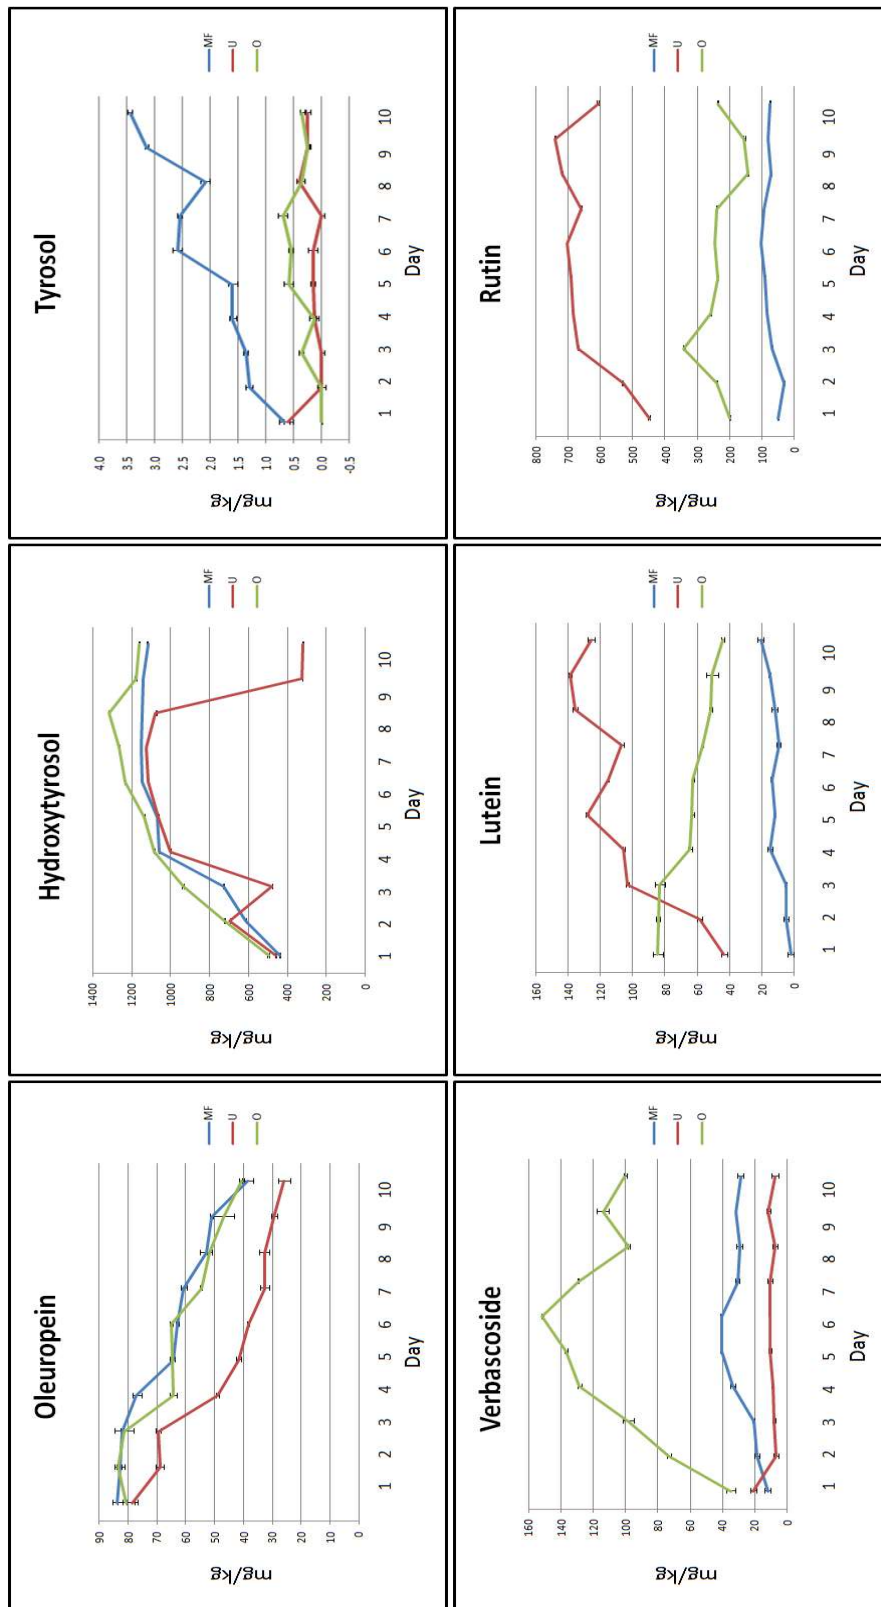 Oleuropein
mg/kg
90
80
70
60
50
40
30
20
10
0
1 2 3 4 5 6 7 8 9 10
Day
MF
U
O
Hydroxytyrosol
mg/kg
1400
1200
1000
800
600
400
200
0
1 2 3 4 5 6 7 8 9 10
Day
MF
U
O
Tyrosol
mg/kg
4.0
3.5
3.0
2.5
2.0
1.5
1.0
0.5
0.0
-0.5
1 2 3 4 5 6 7 8 9 10
Day
MF
U
O
Verbascoside
mg/kg
160
140
120
100
80
60
40
20
0
1 2 3 4 5 6 7 8 9 10
Day
MF
U
O
Lutein
mg/kg
160
140
120
100
80
60
40
20
0
1 2 3 4 5 6 7 8 9 10
Day
MF
U
O
Rutin
mg/kg
800
700
600
500
400
300
200
100
0
1 2 3 4 5 6 7 8 9 10
Day
MF
U
O